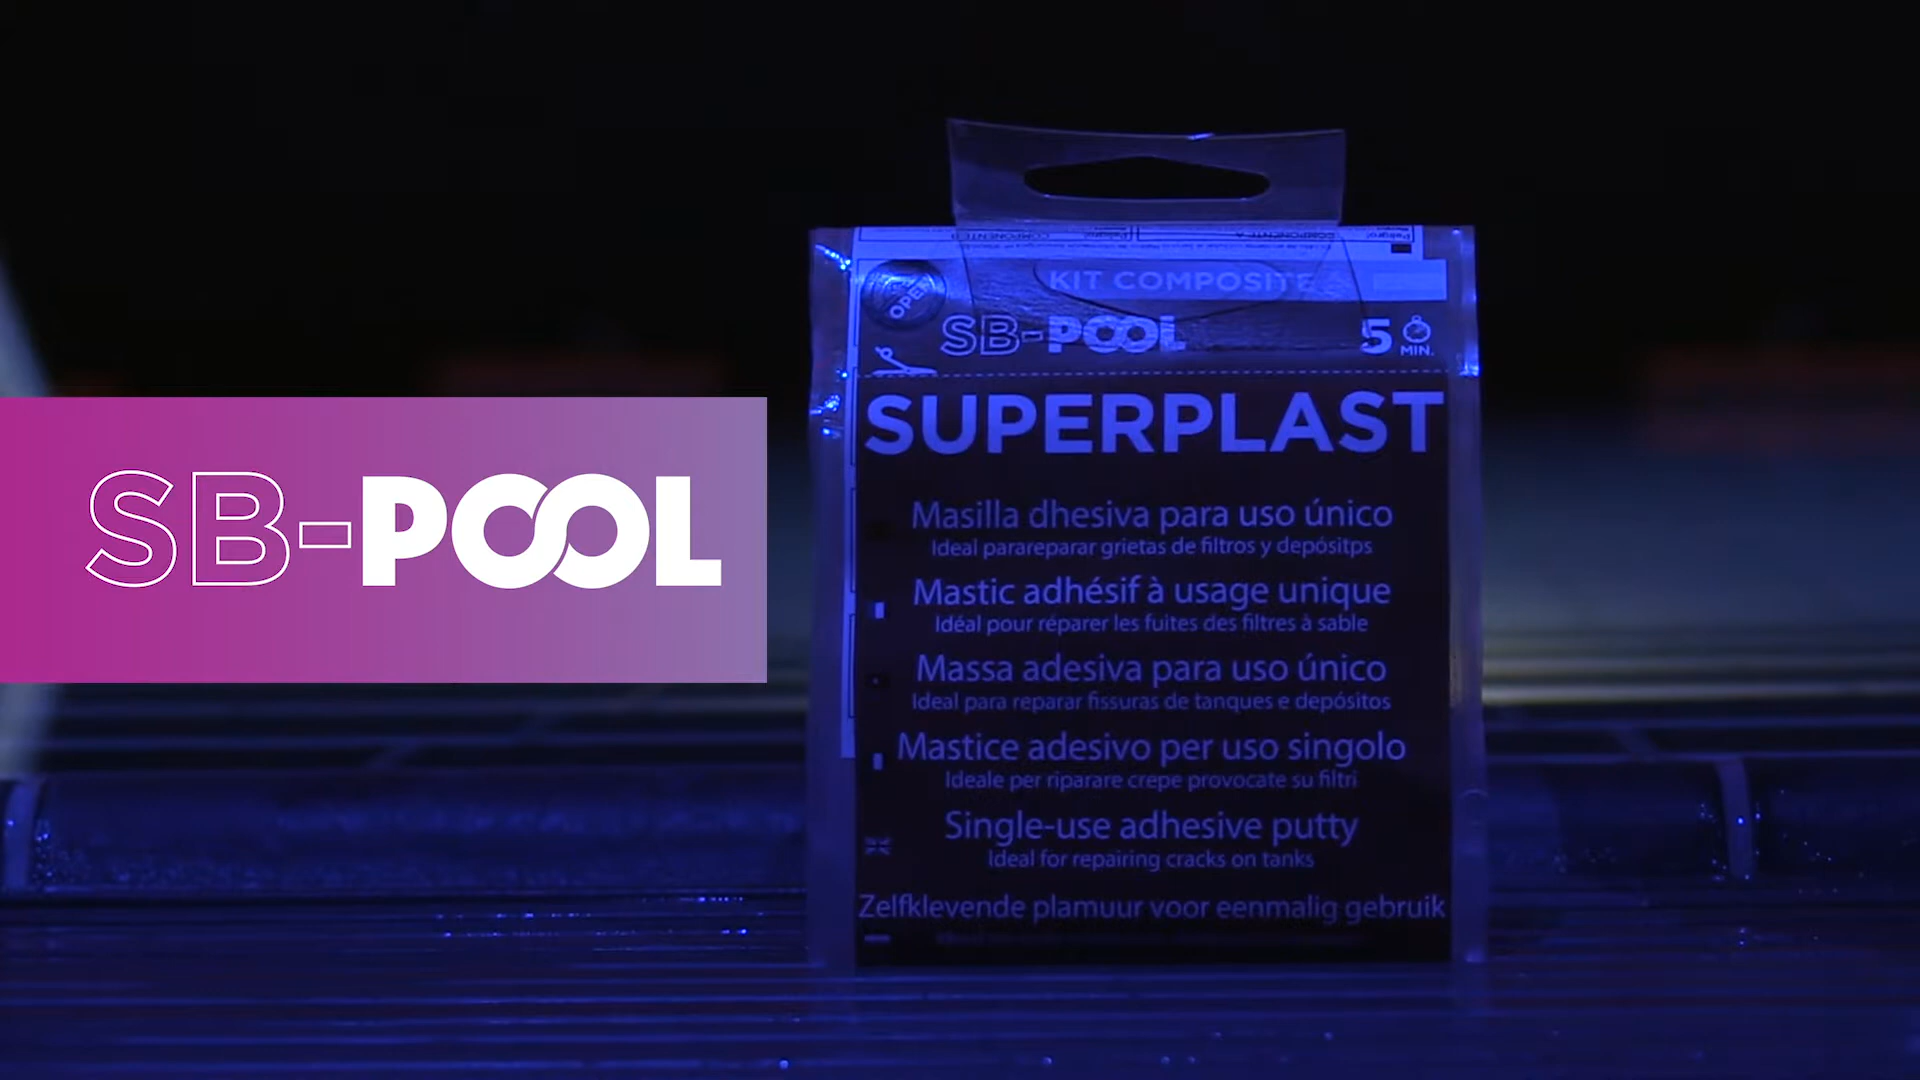 SB-POOL
KIT COMPOSITE
OPEN
SB-POOL
5
MIN.
SUPERPLAST
Masilla dhesiva para uso único
Ideal parareparar grietas de filtros y depósitps
Mastic adhésif à usage unique
Idéal pour réparer les fuites des filtres à sable
Massa adesiva para uso único
Ideal para reparar fissuras de tanques e depósitos
Mastice adesivo per uso singolo
Ideale per riparare crepe provocate su filtri
Single-use adhesive putty
Ideal for repairing cracks on tanks
Zelfklevende plamuur voor eenmalig gebruik